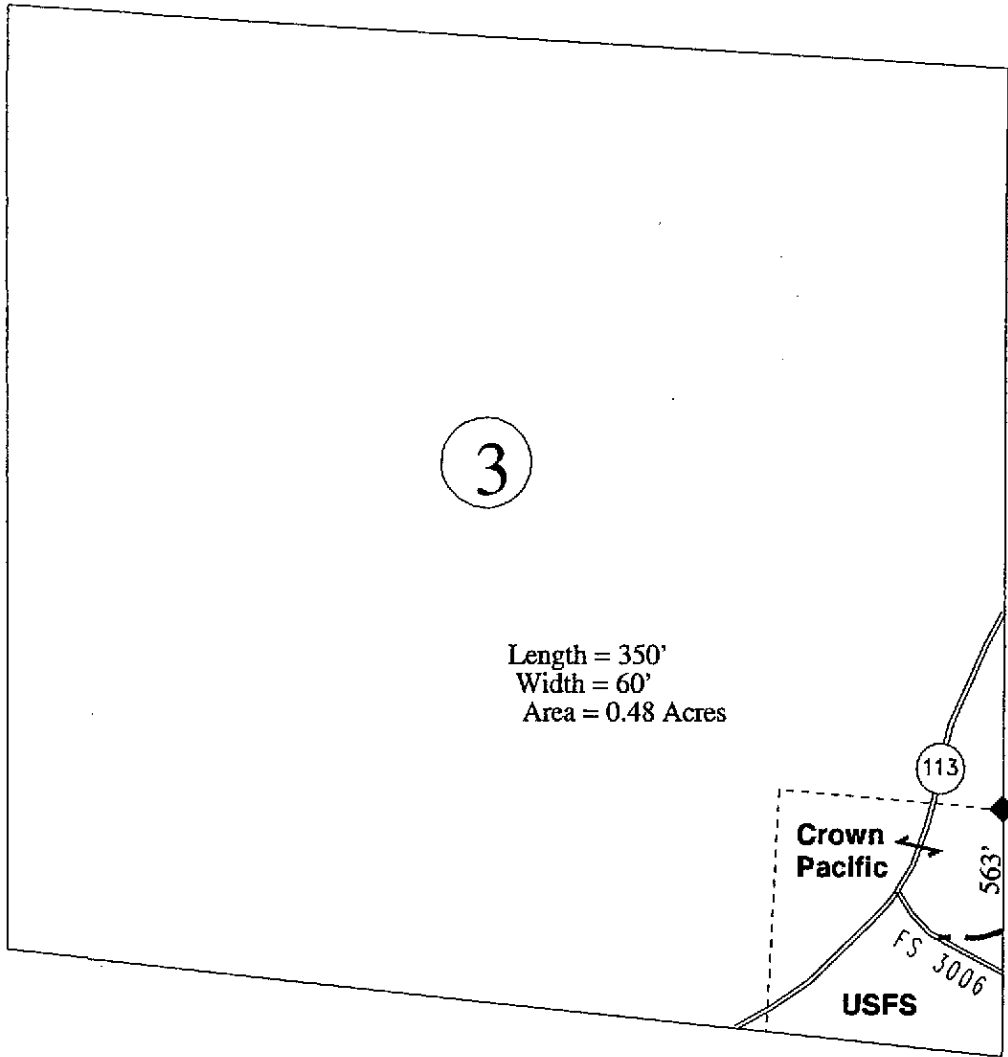 3
Length = 350'
Width = 60'
Area = 0.48 Acres
113
Crown
Pacific
563'
FS 3006
USFS